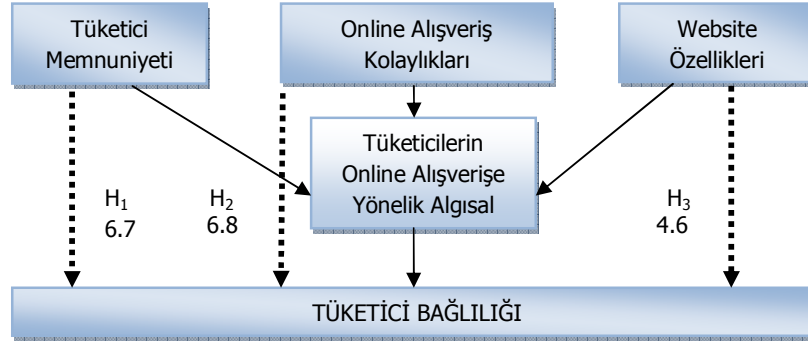 Tüketici
Memnuniyeti
Online Alışveriş
Kolaylıkları
Website
Özellikleri
Tüketicilerin
Online Alışverişe
Yönelik Algısal
H₁
6.7
H₂
6.8
H₃
4.6
TÜKETİCİ BAĞLILIĞI